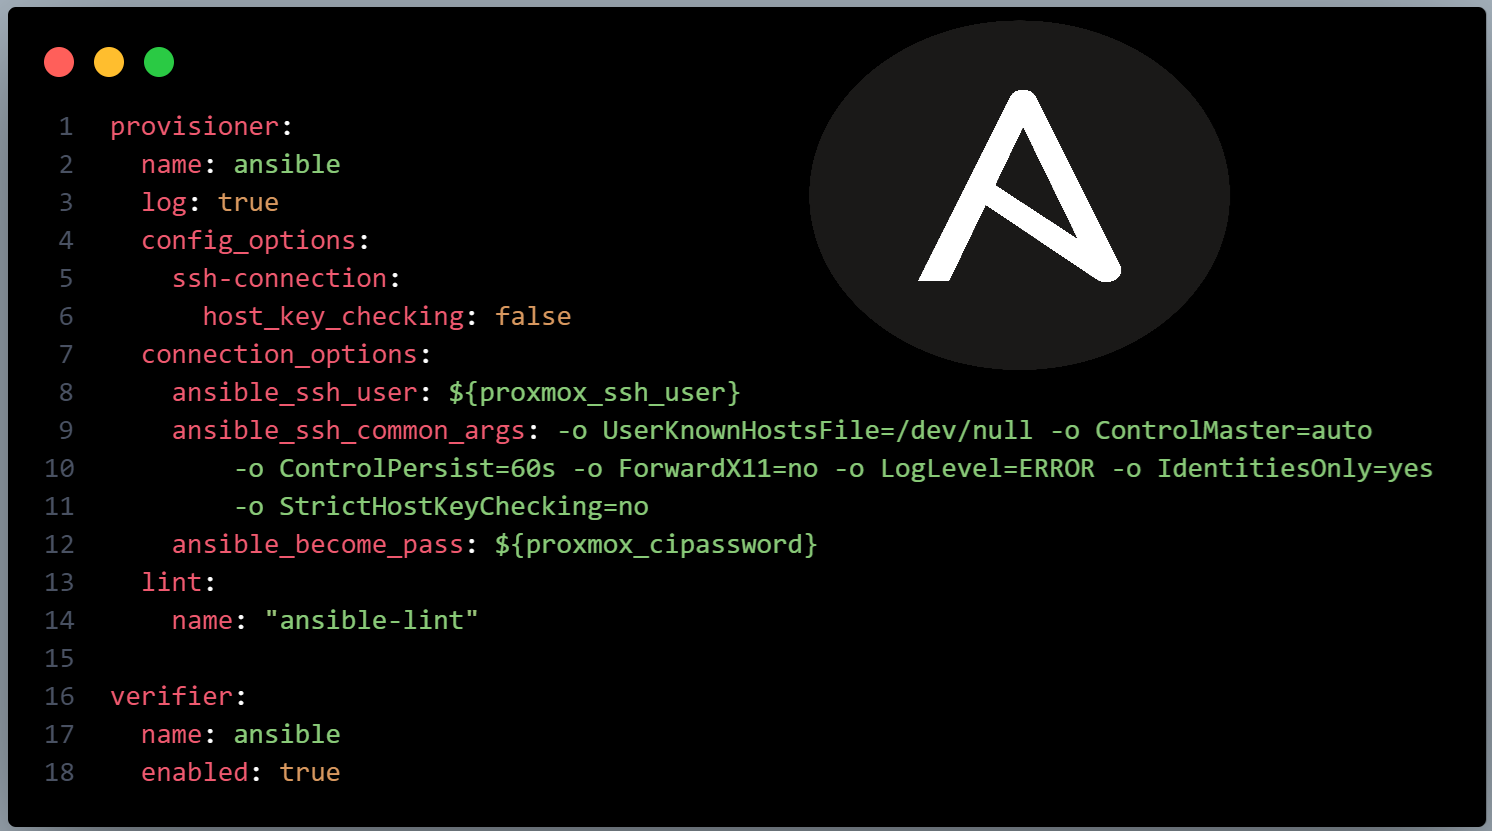 1 provisioner:
2   name: ansible
3   log: true
4   config_options:
5     ssh-connection:
6       host_key_checking: false
7   connection_options:
8     ansible_ssh_user: ${proxmox_ssh_user}
9     ansible_ssh_common_args: -o UserKnownHostsFile=/dev/null -o ControlMaster=auto
10         -o ControlPersist=60s -o ForwardX11=no -o LogLevel=ERROR -o IdentitiesOnly=yes
11         -o StrictHostKeyChecking=no
12     ansible_become_pass: ${proxmox_cipassword}
13   lint:
14     name: "ansible-lint"
15
16 verifier:
17   name: ansible
18   enabled: true